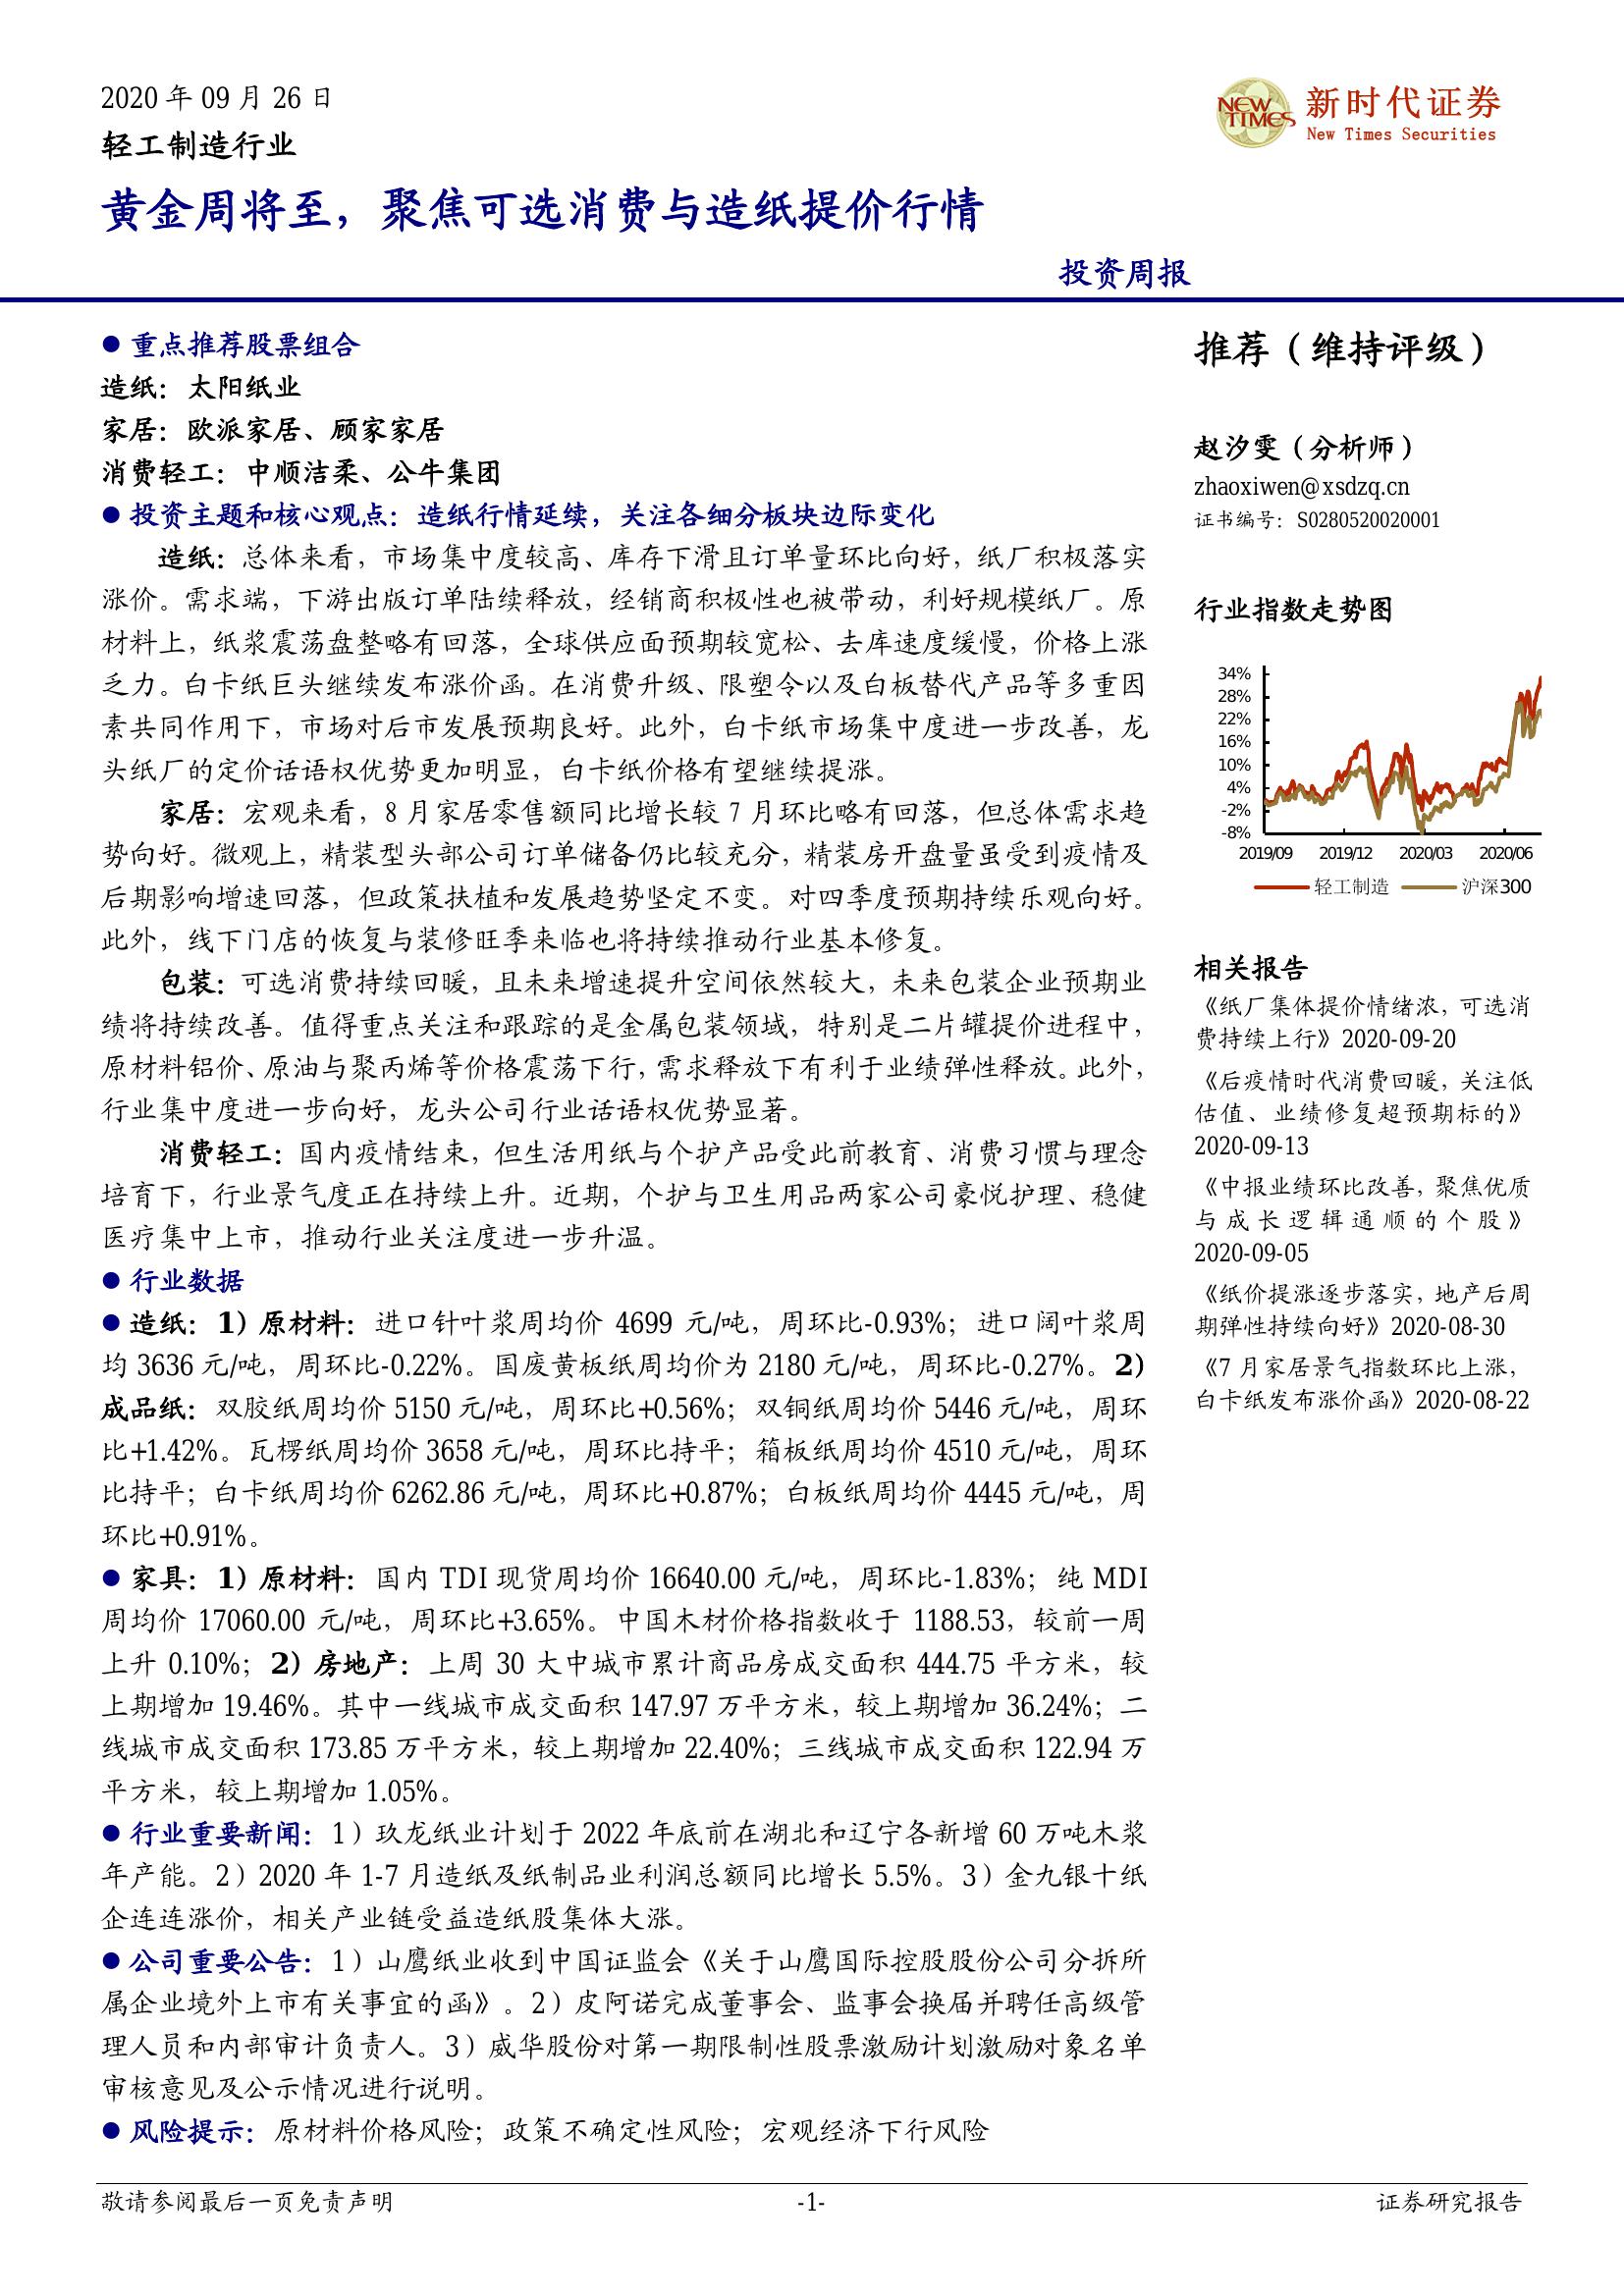 2020 年 09 月 26 日
轻工制造行业
NEW TIMES
新时代证券
New Times Securities
黄金周将至，聚焦可选消费与造纸提价行情
投资周报
● 重点推荐股票组合
造纸：太阳纸业
家居：欧派家居、顾家家居
消费轻工：中顺洁柔、公牛集团
● 投资主题和核心观点：造纸行情延续，关注各细分板块边际变化
造纸：总体来看，市场集中度较高、库存下滑且订单量环比向好，纸厂积极落实
涨价。需求端，下游出版订单陆续释放，经销商积极性也被带动，利好规模纸厂。原
材料上，纸浆震荡盘整略有回落，全球供应面预期较宽松、去库速度缓慢，价格上涨
乏力。白卡纸巨头继续发布涨价函。在消费升级、限塑令以及白板替代产品等多重因
素共同作用下，市场对后市发展预期良好。此外，白卡纸市场集中度进一步改善，龙
头纸厂的定价话语权优势更加明显，白卡纸价格有望继续提涨。
家居：宏观来看，8 月家居零售额同比增长较 7 月环比略有回落，但总体需求趋
势向好。微观上，精装型头部公司订单储备仍比较充分，精装房开盘量虽受到疫情及
后期影响增速回落，但政策扶植和发展趋势坚定不变。对四季度预期持续乐观向好。
此外，线下门店的恢复与装修旺季来临也将持续推动行业基本修复。
包装：可选消费持续回暖，且未来增速提升空间依然较大，未来包装企业预期业
绩将持续改善。值得重点关注和跟踪的是金属包装领域，特别是二片罐提价进程中，
原材料铝价、原油与聚丙烯等价格震荡下行，需求释放下有利于业绩弹性释放。此外，
行业集中度进一步向好，龙头公司行业话语权优势显著。
消费轻工：国内疫情结束，但生活用纸与个护产品受此前教育、消费习惯与理念
培育下，行业景气度正在持续上升。近期，个护与卫生用品两家公司豪悦护理、稳健
医疗集中上市，推动行业关注度进一步升温。
● 行业数据
● 造纸：1）原材料：进口针叶浆周均价 4699 元/吨，周环比-0.93%；进口阔叶浆周
均 3636 元/吨，周环比-0.22%。国废黄板纸周均价为 2180 元/吨，周环比-0.27%。2）
成品纸：双胶纸周均价 5150 元/吨，周环比+0.56%；双铜纸周均价 5446 元/吨，周环
比+1.42%。瓦楞纸周均价 3658 元/吨，周环比持平；箱板纸周均价 4510 元/吨，周环
比持平；白卡纸周均价 6262.86 元/吨，周环比+0.87%；白板纸周均价 4445 元/吨，周
环比+0.91%。
● 家具：1）原材料：国内 TDI 现货周均价 16640.00 元/吨，周环比-1.83%；纯 MDI
周均价 17060.00 元/吨，周环比+3.65%。中国木材价格指数收于 1188.53，较前一周
上升 0.10%；2）房地产：上周 30 大中城市累计商品房成交面积 444.75 平方米，较
上期增加 19.46%。其中一线城市成交面积 147.97 万平方米，较上期增加 36.24%；二
线城市成交面积 173.85 万平方米，较上期增加 22.40%；三线城市成交面积 122.94 万
平方米，较上期增加 1.05%。
● 行业重要新闻：1）玖龙纸业计划于 2022 年底前在湖北和辽宁各新增 60 万吨木浆
年产能。2）2020 年 1-7 月造纸及纸制品业利润总额同比增长 5.5%。3）金九银十纸
企连连涨价，相关产业链受益造纸股集体大涨。
● 公司重要公告：1）山鹰纸业收到中国证监会《关于山鹰国际控股股份公司分拆所
属企业境外上市有关事宜的函》。2）皮阿诺完成董事会、监事会换届并聘任高级管
理人员和内部审计负责人。3）威华股份对第一期限制性股票激励计划激励对象名单
审核意见及公示情况进行说明。
● 风险提示：原材料价格风险；政策不确定性风险；宏观经济下行风险
推荐（维持评级）
赵汐雯（分析师）
zhaoxiwen@xsdzq.cn
证书编号：S0280520020001
行业指数走势图
34%
28%
22%
16%
10%
4%
-2%
-8%
2019/09 2019/12 2020/03 2020/06
轻工制造 沪深300
相关报告
《纸厂集体提价情绪浓，可选消
费持续上行》2020-09-20
《后疫情时代消费回暖，关注低
估值、业绩修复超预期标的》
2020-09-13
《中报业绩环比改善，聚焦优质
与成长逻辑通顺的个股》
2020-09-05
《纸价提涨逐步落实，地产后周
期弹性持续向好》2020-08-30
《7 月家居景气指数环比上涨，
白卡纸发布涨价函》2020-08-22
敬请参阅最后一页免责声明
-1-
证券研究报告